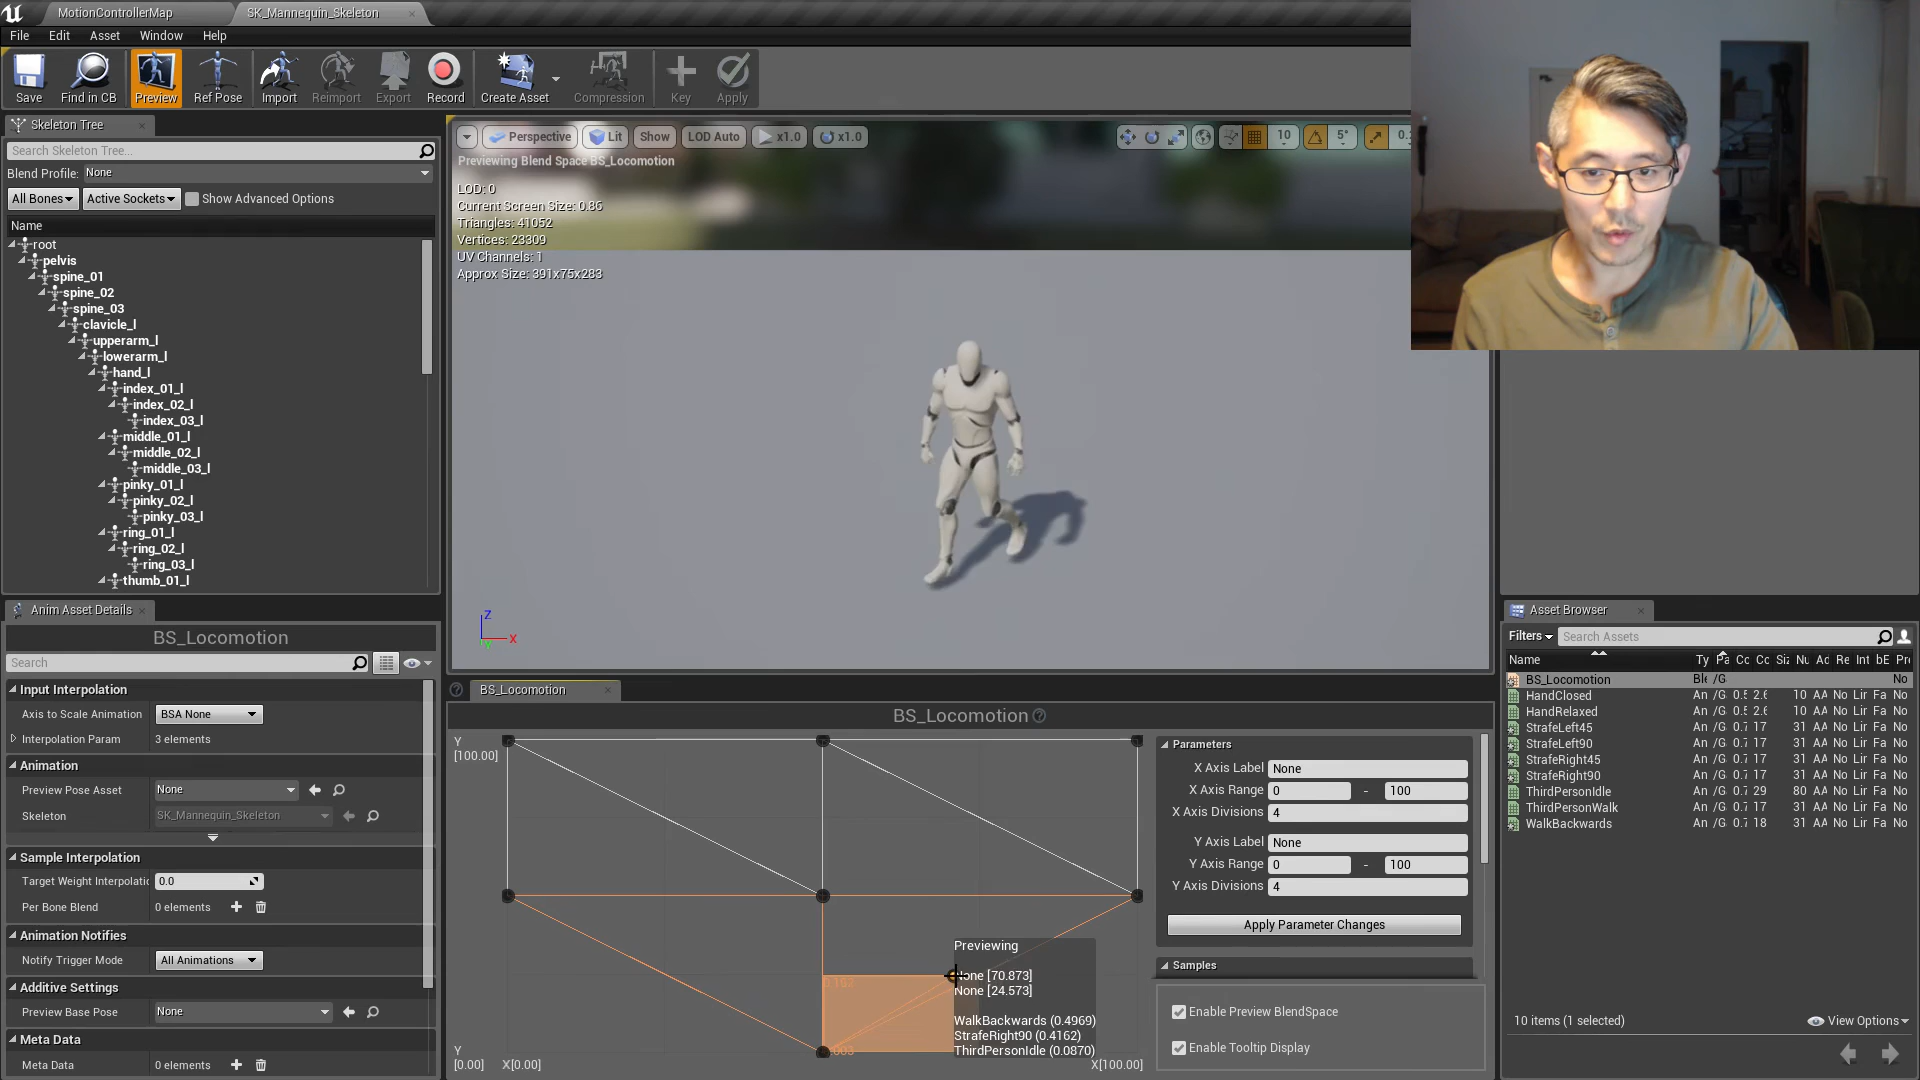 MotionControllerMap
SK_Mannequin_Skeleton
File Edit Asset Window Help
Save
Find in CB
Preview
Ref Pose
Import
Reimport
Export
Record
Create Asset
Compression
Key
Apply
Skeleton Tree
Search Skeleton Tree...
Blend Profile: None
All Bones
Active Sockets
Show Advanced Options
Name
root
pelvis
spine_01
spine_02
spine_03
clavicle_l
upperarm_l
lowerarm_l
hand_l
index_01_l
index_02_l
index_03_l
middle_01_l
middle_02_l
middle_03_l
pinky_01_l
pinky_02_l
pinky_03_l
ring_01_l
ring_02_l
ring_03_l
thumb_01_l
Perspective
Lit
Show
LOD Auto
x1.0
x1.0
10
5°
Previewing Blend Space BS_Locomotion
LOD: 0
Current Screen Size: 0.86
Triangles: 41052
Vertices: 23309
UV Channels: 1
Approx Size: 391x75x283
Z
X
Anim Asset Details
BS_Locomotion
Search
Input Interpolation
Axis to Scale Animation BSA None
Interpolation Param 3 elements
Animation
Preview Pose Asset None
Skeleton SK_Mannequin_Skeleton
Sample Interpolation
Target Weight Interpolatic 0.0
Per Bone Blend 0 elements
Animation Notifies
Notify Trigger Mode All Animations
Additive Settings
Preview Base Pose None
Meta Data
Meta Data 0 elements
BS_Locomotion
BS_Locomotion
Y
[100.00]
Previewing
None [70.873]
None [24.573]
WalkBackwards (0.4969)
StrafeRight90 (0.4162)
ThirdPersonIdle (0.0870)
Y
[0.00]
X[0.00]
X[100.00]
Parameters
X Axis Label None
X Axis Range 0 - 100
X Axis Divisions 4
Y Axis Label None
Y Axis Range 0 - 100
Y Axis Divisions 4
Apply Parameter Changes
Samples
Enable Preview BlendSpace
Enable Tooltip Display
Asset Browser
Filters
Search Assets
Name Ty Pa Cc Cc Siz Nu Ad Re Int bE Pre
BS_Locomotion Ble /G No
HandClosed An /G 0.5 2.6 10 AA No Lir Fa No
HandRelaxed An /G 0.5 2.6 10 AA No Lir Fa No
StrafeLeft45 An /G 0.7 17 31 AA No Lir Fa No
StrafeLeft90 An /G 0.7 17 31 AA No Lir Fa No
StrafeRight45 An /G 0.7 17 31 AA No Lir Fa No
StrafeRight90 An /G 0.7 17 31 AA No Lir Fa No
ThirdPersonIdle An /G 0.7 29 80 AA No Lir Fa No
ThirdPersonWalk An /G 0.7 17 31 AA No Lir Fa No
WalkBackwards An /G 0.7 18 31 AA No Lir Fa No
10 items (1 selected)
View Options